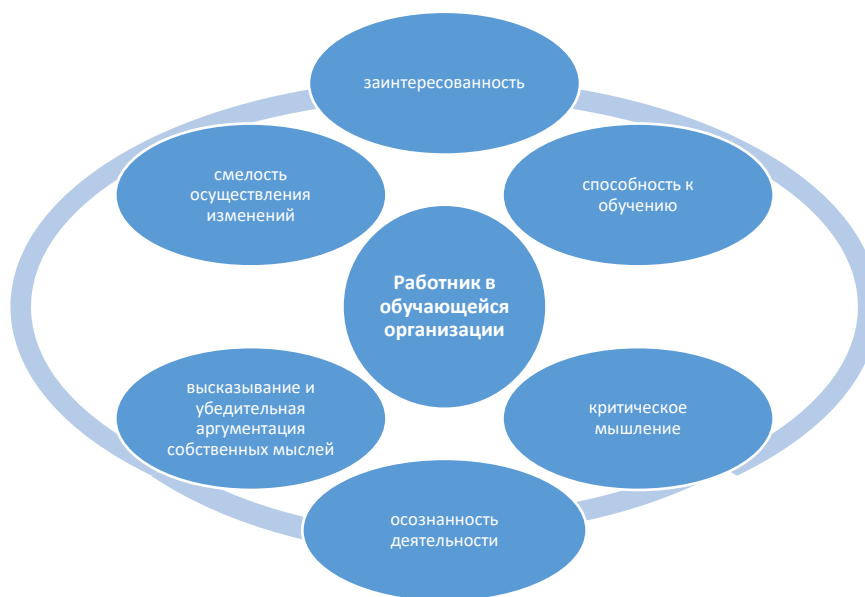 заинтересованность
смелость
осуществления
изменений
способность к
обучению
Работник в
обучающейся
организации
высказывание и
убедительная
аргументация
собственных мыслей
критическое
мышление
осознанность
деятельности